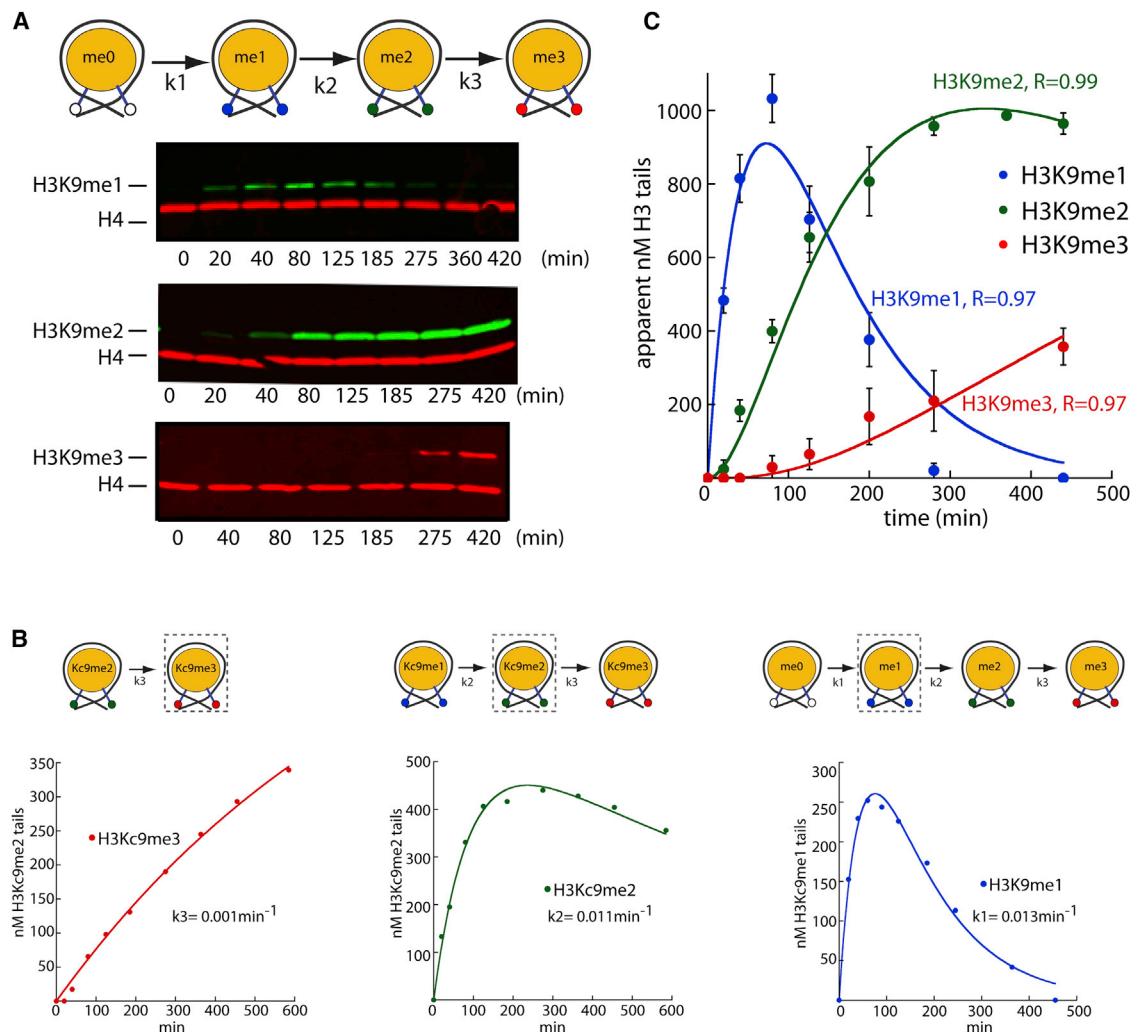 A
me0
me1
me2
me3
k1
k2
k3
H3K9me1
H4
0 20 40 80 125 185 275 360 420 (min)
H3K9me2
H4
0 20 40 80 125 185 275 420 (min)
H3K9me3
H4
0 40 80 125 185 275 420 (min)
C
H3K9me2, R=0.99
H3K9me1
H3K9me2
H3K9me3
H3K9me1, R=0.97
H3K9me3, R=0.97
apparent nM H3 tails
1000
800
600
400
200
0 100 200 300 400 500
time (min)
B
Kc9me2
k3
Kc9me3
Kc9me1
k2
Kc9me2
k3
Kc9me3
me0
k1
me1
k2
me2
k3
me3
nM H3Kc9me2 tails
350
300
250
200
150
100
50
H3Kc9me3
k3= 0.001min⁻¹
0 100 200 300 400 500 600
min
nM H3Kc9me2 tails
500
400
300
200
100
H3Kc9me2
k2= 0.011min⁻¹
0 100 200 300 400 500 600
min
nM H3Kc9me1 tails
300
250
200
150
100
50
H3K9me1
k1= 0.013min⁻¹
0 100 200 300 400 500
min